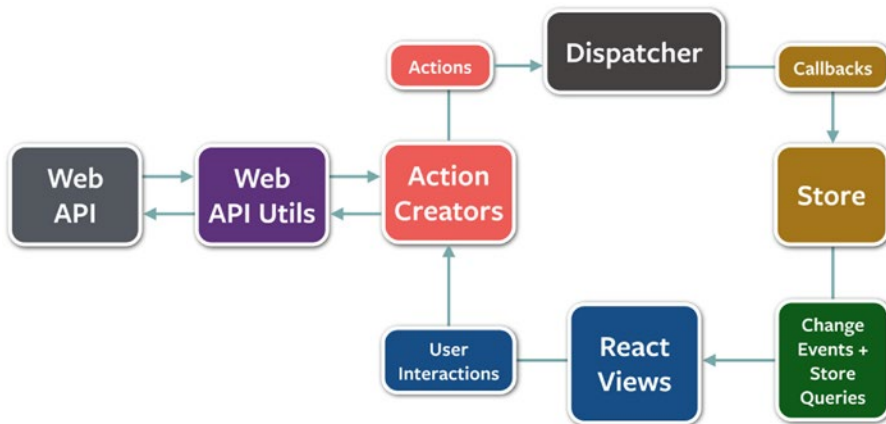 Dispatcher
Actions
Callbacks
Web
API
Web
API Utils
Action
Creators
Store
User
Interactions
React
Views
Change
Events +
Store
Queries